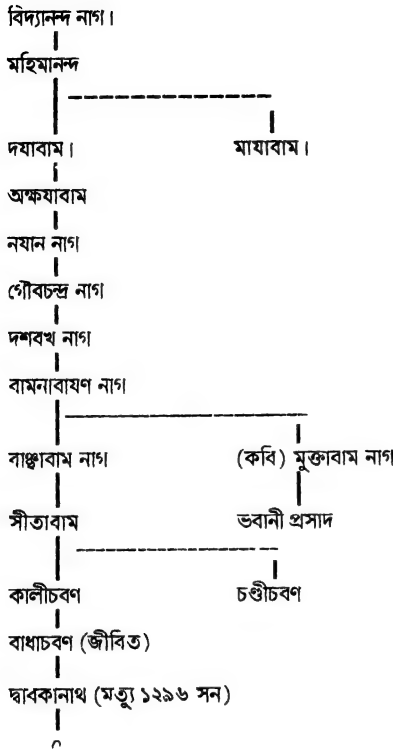 বিদ্যানন্দ নাগ।
মহিমানন্দ
দযাবাম। মাযাবাম।
অক্ষযাবাম
নযান নাগ
গৌবচন্দ্র নাগ
দশবথ নাগ
বামনাবাযণ নাগ
বাঞ্ছাবাম নাগ (কবি) মুক্তাবাম নাগ
সীতাবাম ভবানী প্রসাদ
কালীচবণ চণ্ডীচবণ
বাধাচবণ (জীবিত)
দ্বাবকানাথ (মত্যু ১২৯৬ সন)